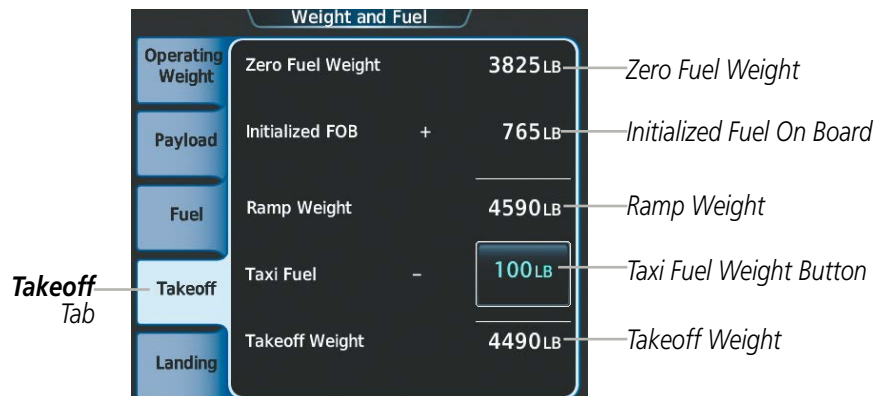 Weight and Fuel
Operating
Weight
Zero Fuel Weight 3825LB Zero Fuel Weight
Payload
Initialized FOB + 765LB Initialized Fuel On Board
Fuel
Ramp Weight 4590LB Ramp Weight
Takeoff
Tab
Takeoff
Taxi Fuel - 100LB Taxi Fuel Weight Button
Landing
Takeoff Weight 4490LB Takeoff Weight